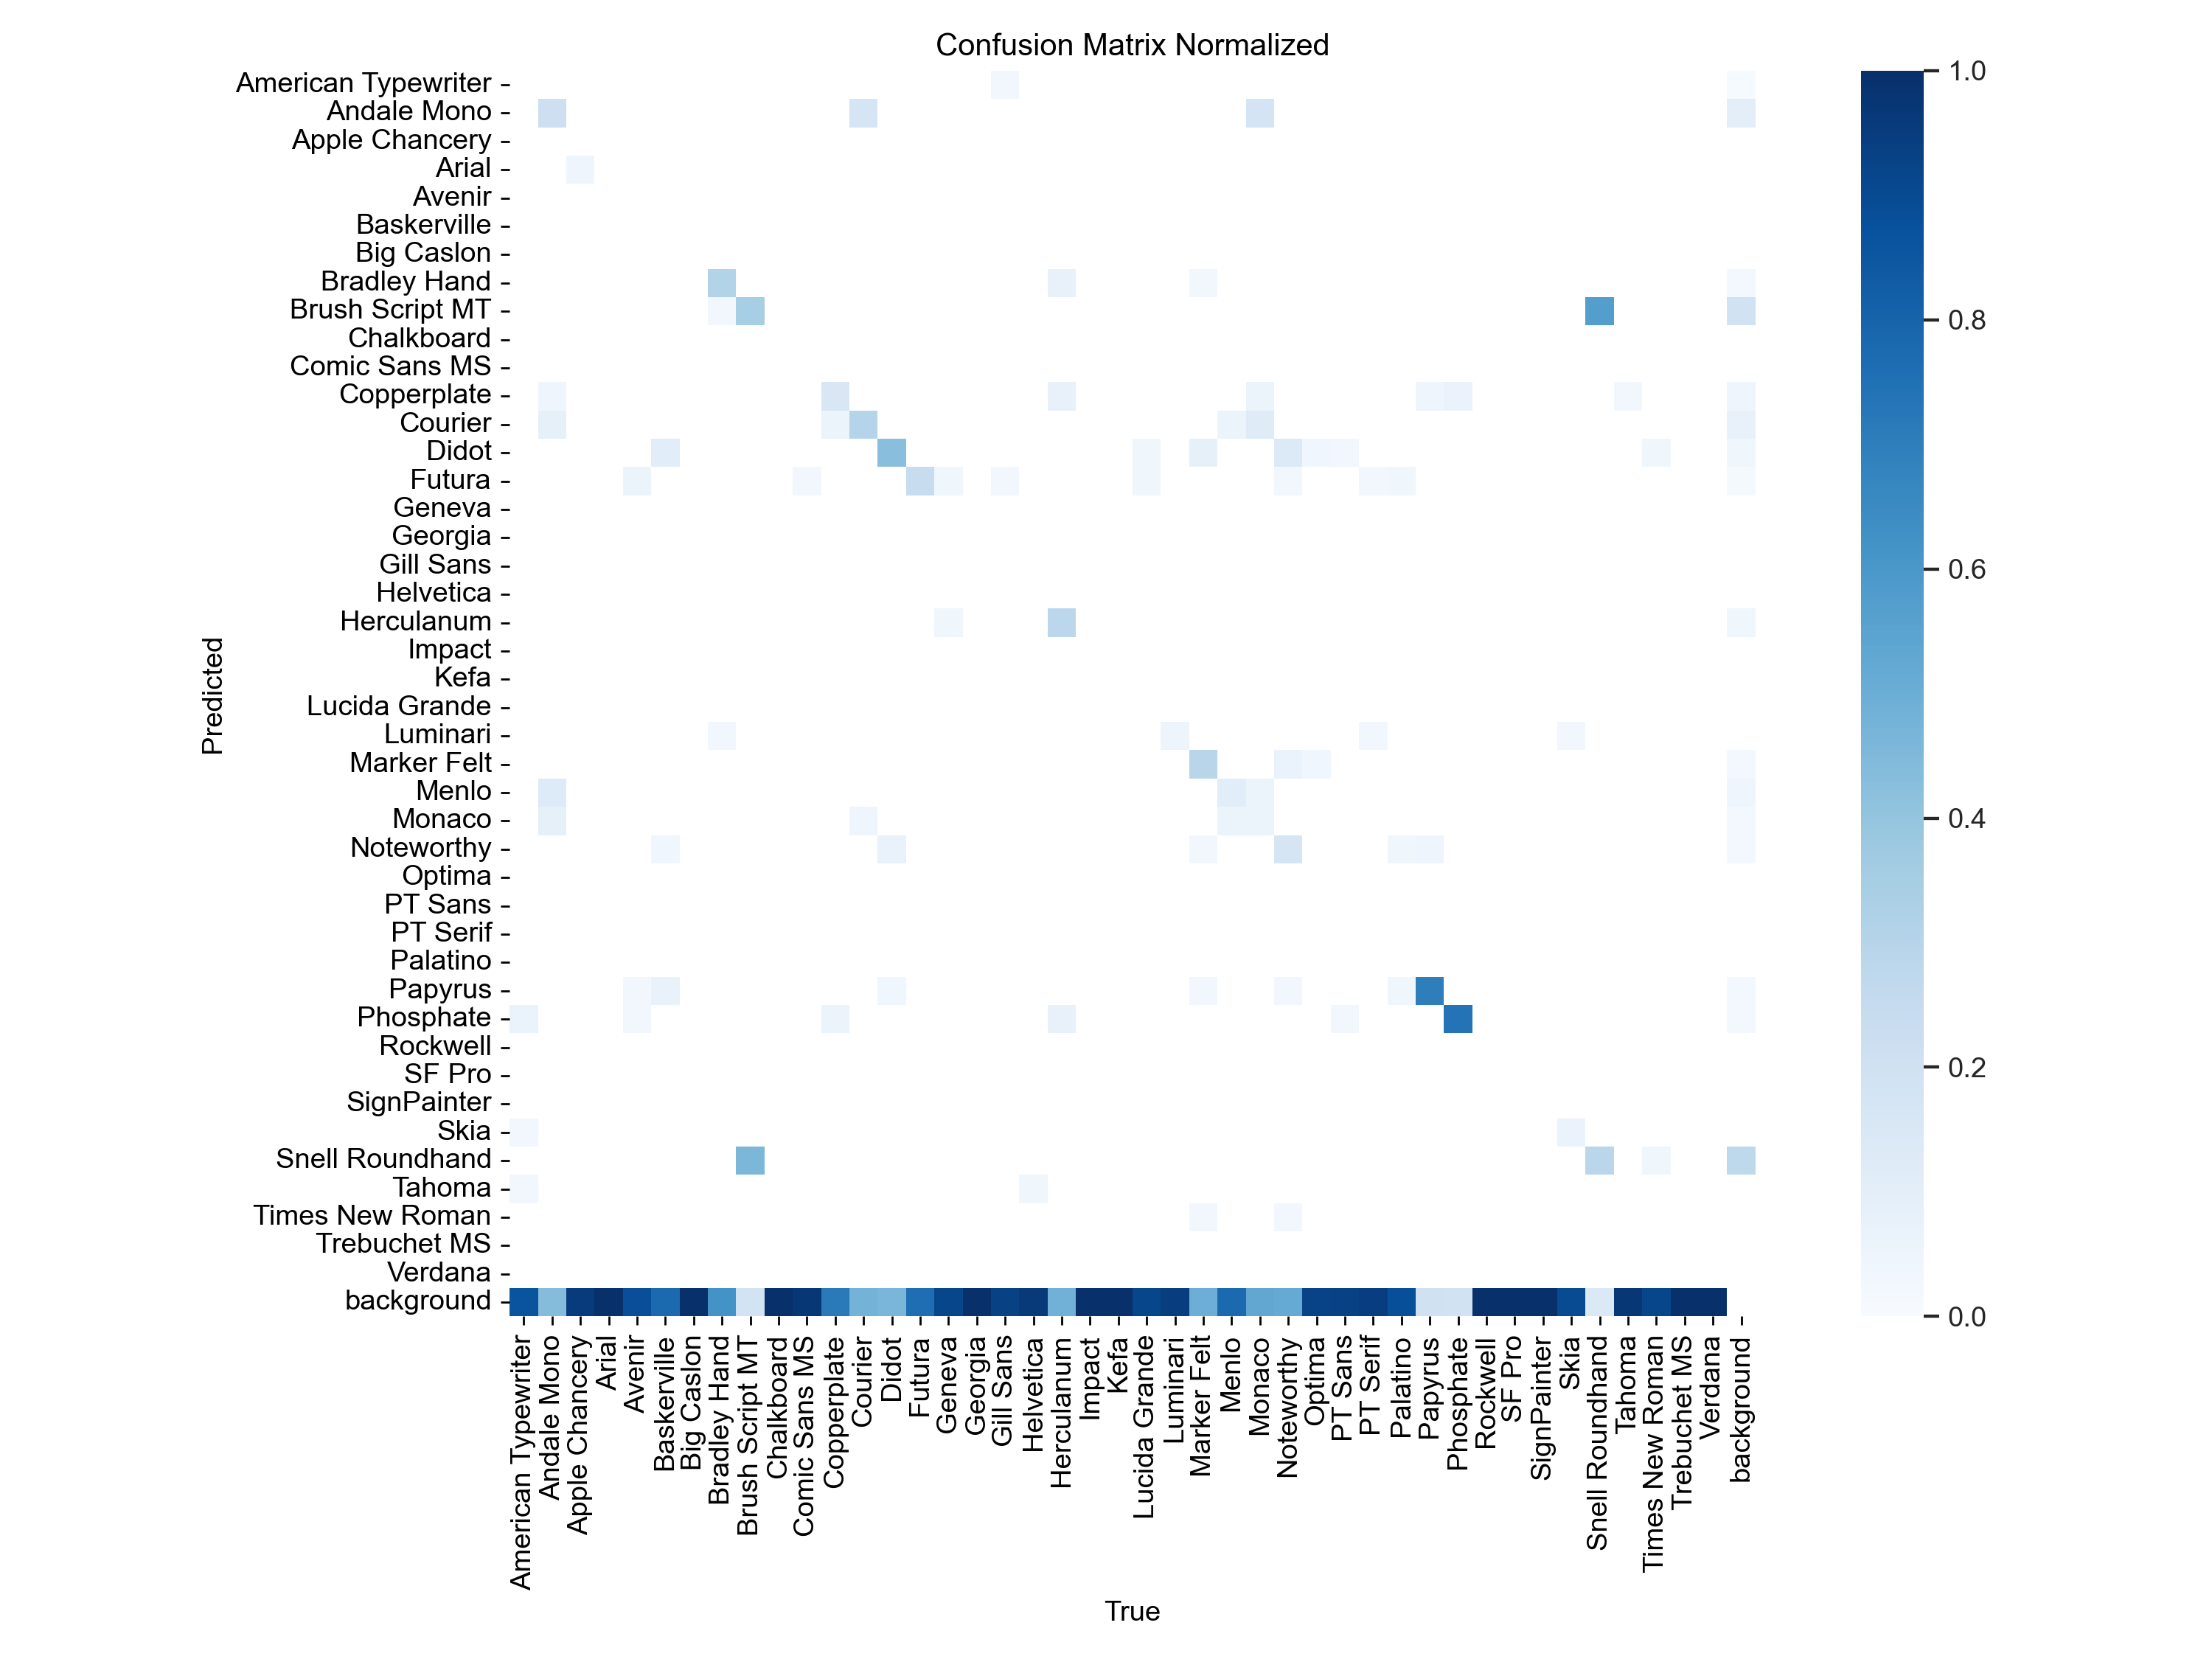 Confusion Matrix Normalized
American Typewriter
Andale Mono
Apple Chancery
Arial
Avenir
Baskerville
Big Caslon
Bradley Hand
Brush Script MT
Chalkboard
Comic Sans MS
Copperplate
Courier
Didot
Futura
Geneva
Georgia
Gill Sans
Helvetica
Herculanum
Impact
Kefa
Lucida Grande
Luminari
Marker Felt
Menlo
Monaco
Noteworthy
Optima
PT Sans
PT Serif
Palatino
Papyrus
Phosphate
Rockwell
SF Pro
SignPainter
Skia
Snell Roundhand
Tahoma
Times New Roman
Trebuchet MS
Verdana
background
Predicted
American Typewriter
Andale Mono
Apple Chancery
Arial
Avenir
Baskerville
Big Caslon
Bradley Hand
Brush Script MT
Chalkboard
Comic Sans MS
Copperplate
Courier
Didot
Futura
Geneva
Georgia
Gill Sans
Helvetica
Herculanum
Impact
Kefa
Lucida Grande
Luminari
Marker Felt
Menlo
Monaco
Noteworthy
Optima
PT Sans
PT Serif
Palatino
Papyrus
Phosphate
Rockwell
SF Pro
SignPainter
Skia
Snell Roundhand
Tahoma
Times New Roman
Trebuchet MS
Verdana
background
True
1.0
0.8
0.6
0.4
0.2
0.0